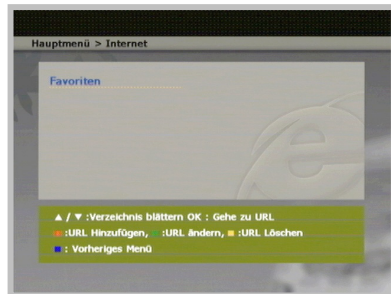 Hauptmenü > Internet
Favoriten
▲ / ▼ :Verzeichnis blättern OK : Gehe zu URL
:URL Hinzufügen, :URL ändern, :URL Löschen
: Vorheriges Menü